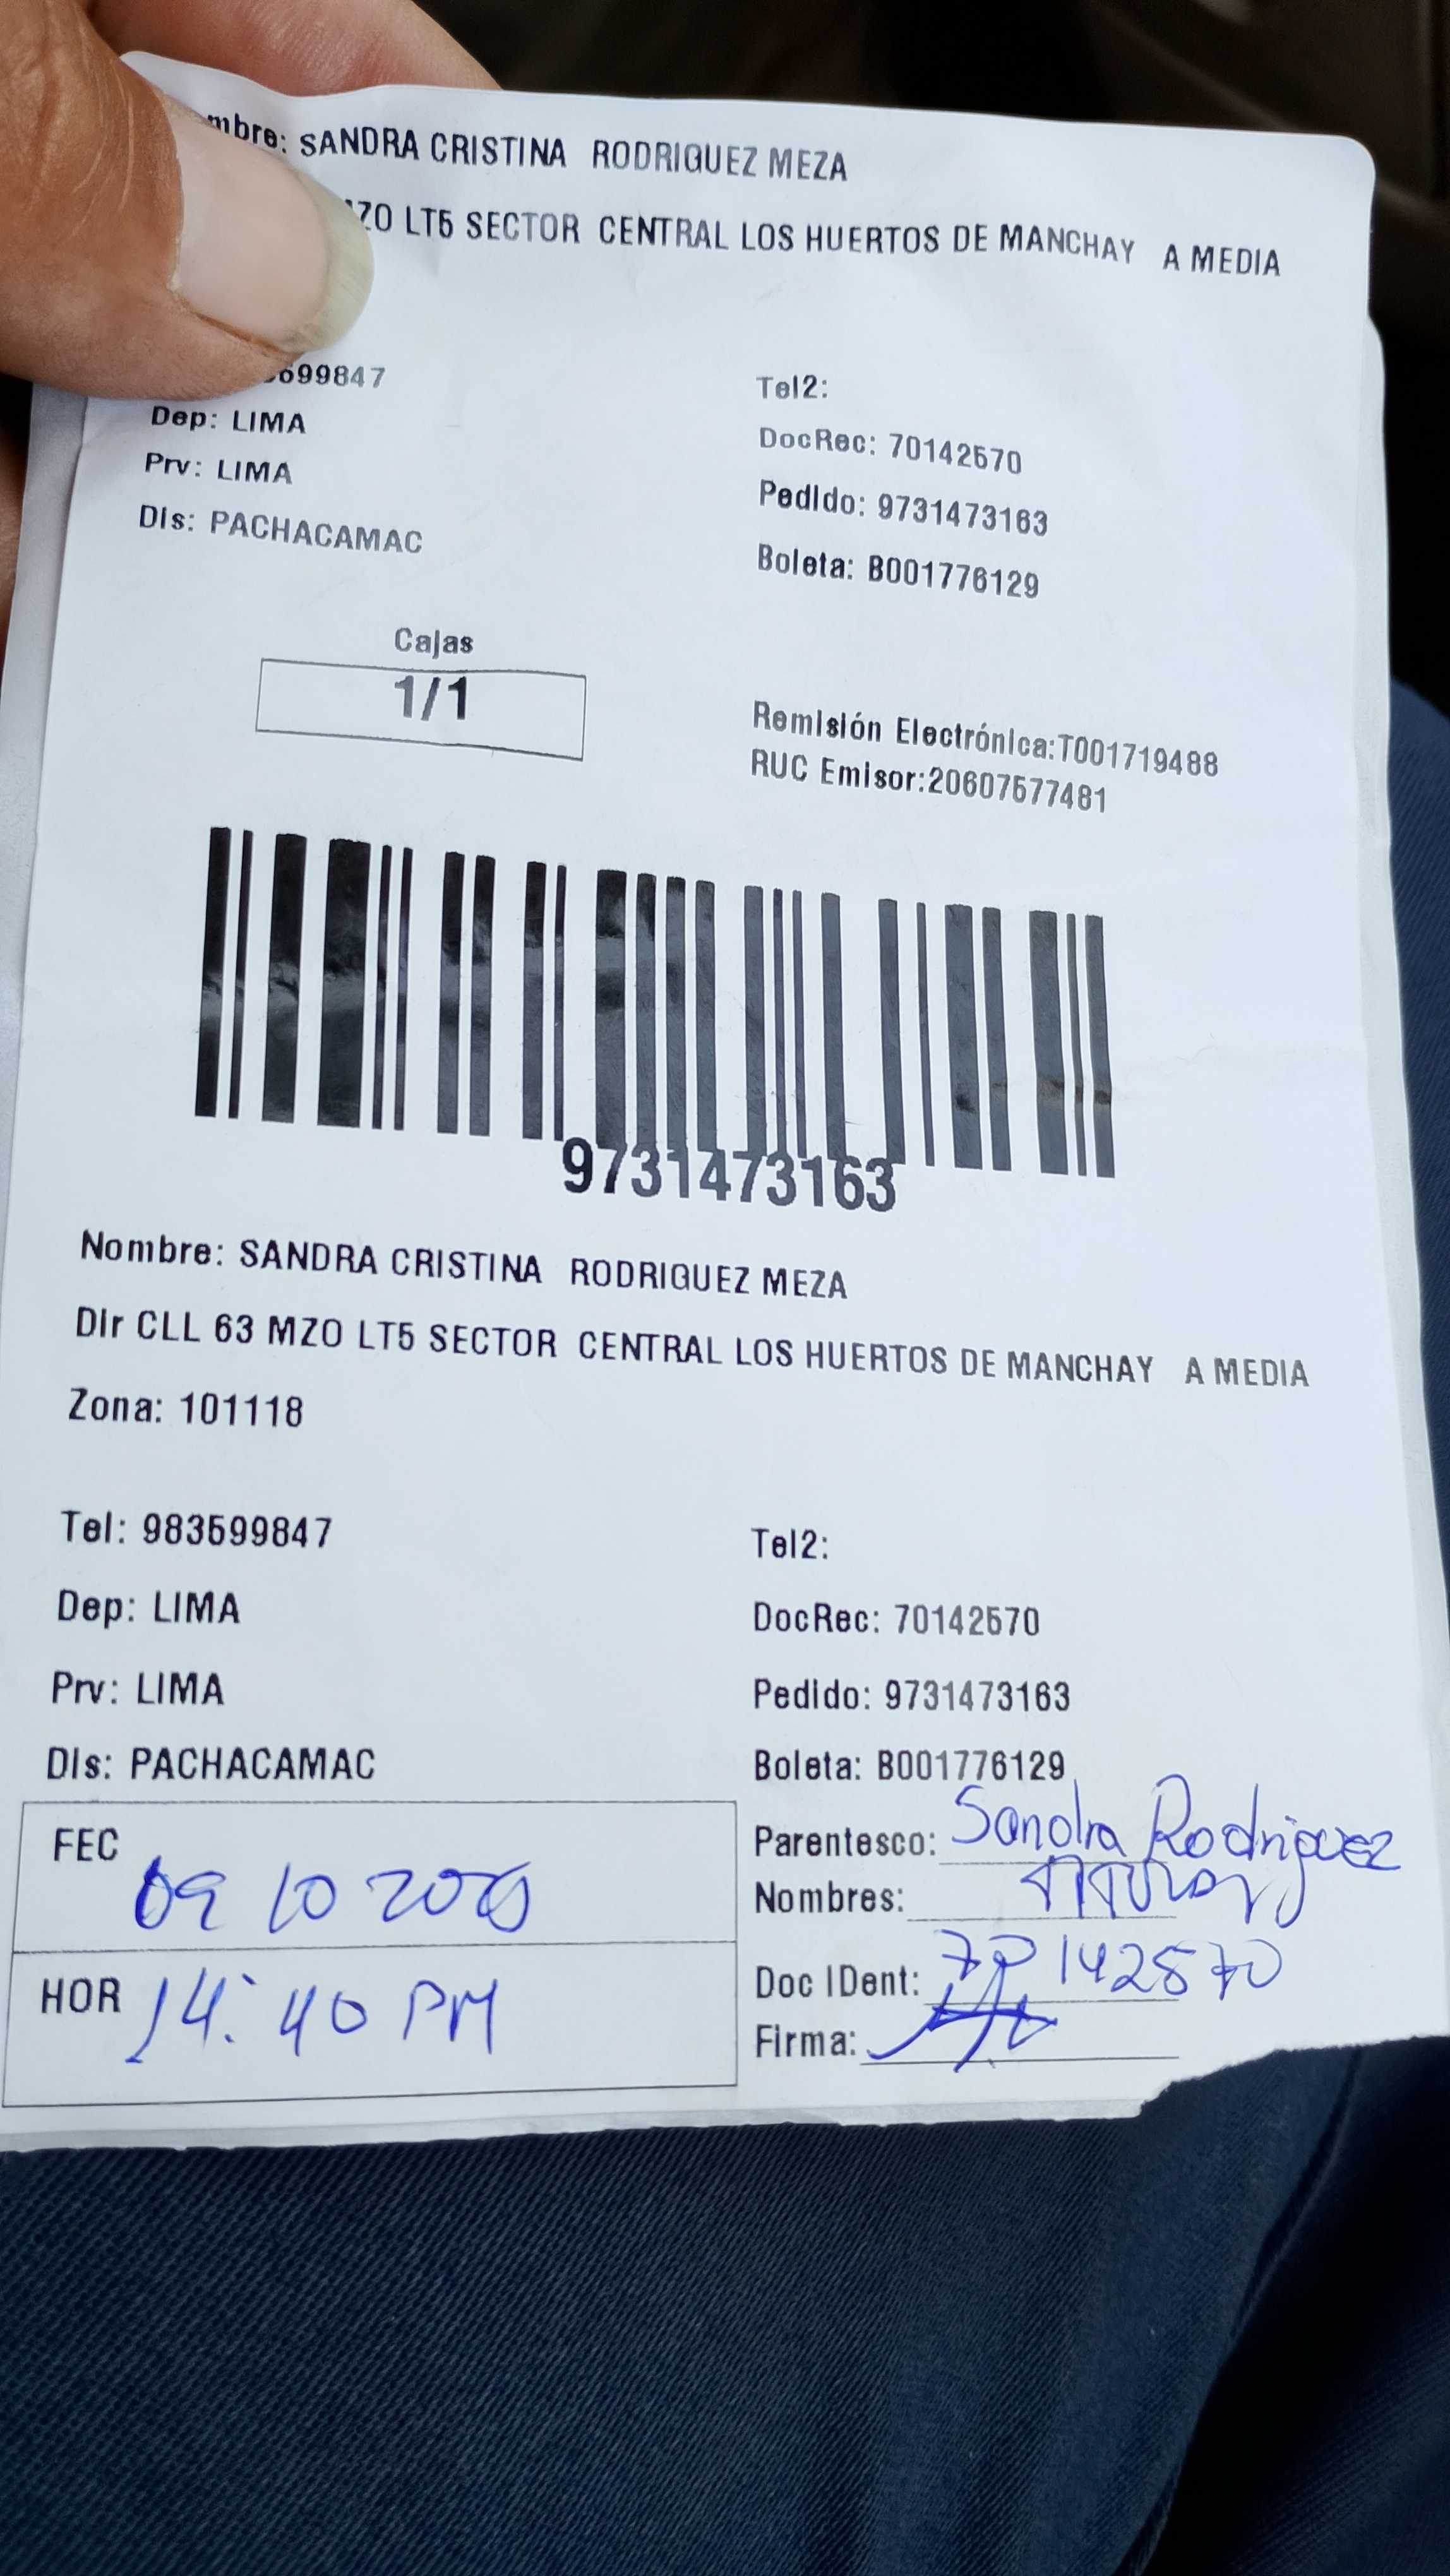 mbre: SANDRA CRISTINA RODRIGUEZ MEZA
MZO LT5 SECTOR CENTRAL LOS HUERTOS DE MANCHAY A MEDIA
699847
Tel2:
Dep: LIMA
DocRec: 70142570
Prv: LIMA
Pedido: 9731473163
Dis: PACHACAMAC
Boleta: B001776129
Cajas
1/1
Remisión Electrónica:T001719488
RUC Emisor:20607577481
9731473163
Nombre: SANDRA CRISTINA RODRIGUEZ MEZA
Dir CLL 63 MZO LT5 SECTOR CENTRAL LOS HUERTOS DE MANCHAY A MEDIA
Zona: 101118
Tel: 983599847
Tel2:
Dep: LIMA
DocRec: 70142570
Prv: LIMA
Pedido: 9731473163
Dis: PACHACAMAC
Boleta: B001776129
FEC 09 10
Parentesco: Sandra Rodriguez
Nombres: TITULAR
HOR 14:40 PM
Doc IDent: 70142570
Firma: